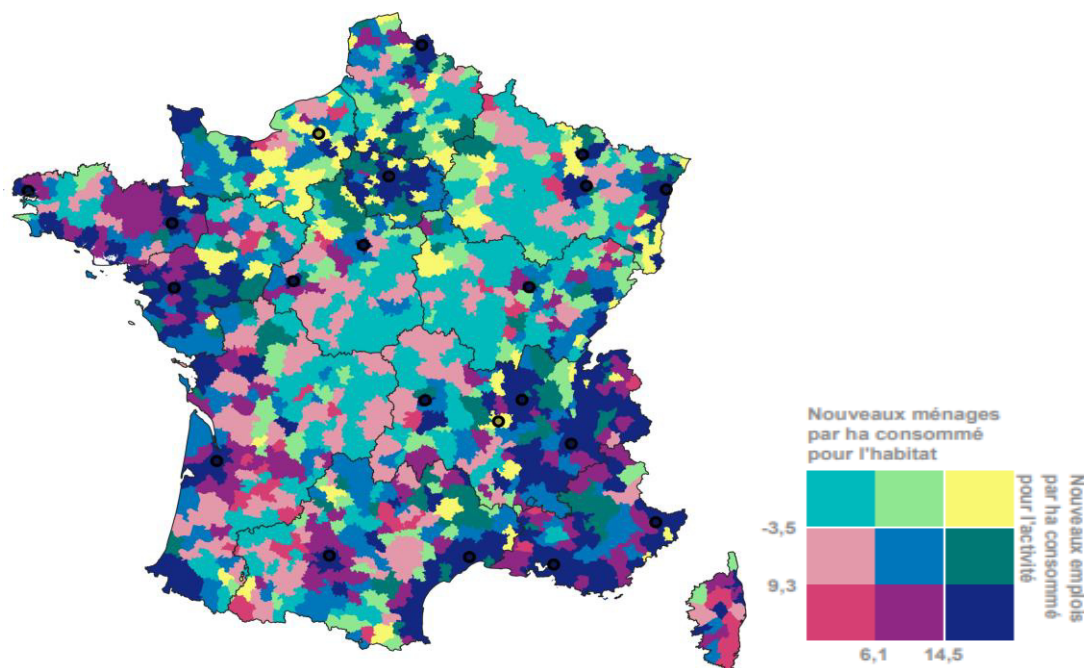 Nouveaux ménages
par ha consommé
pour l'habitat
Nouveaux emplois
par ha consommé
pour l'activité
-3,5
9,3
6,1 14,5